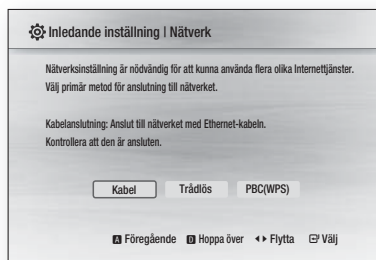 Inledande inställning | Nätverk
Nätverksinställning är nödvändig för att kunna använda flera olika Internettjänster.
Välj primär metod för anslutning till nätverket.
Kabelanslutning: Anslut till nätverket med Ethernet-kabeln.
Kontrollera att den är ansluten.
Kabel Trådlös PBC(WPS)
A Föregående D Hoppa över Flytta Välj